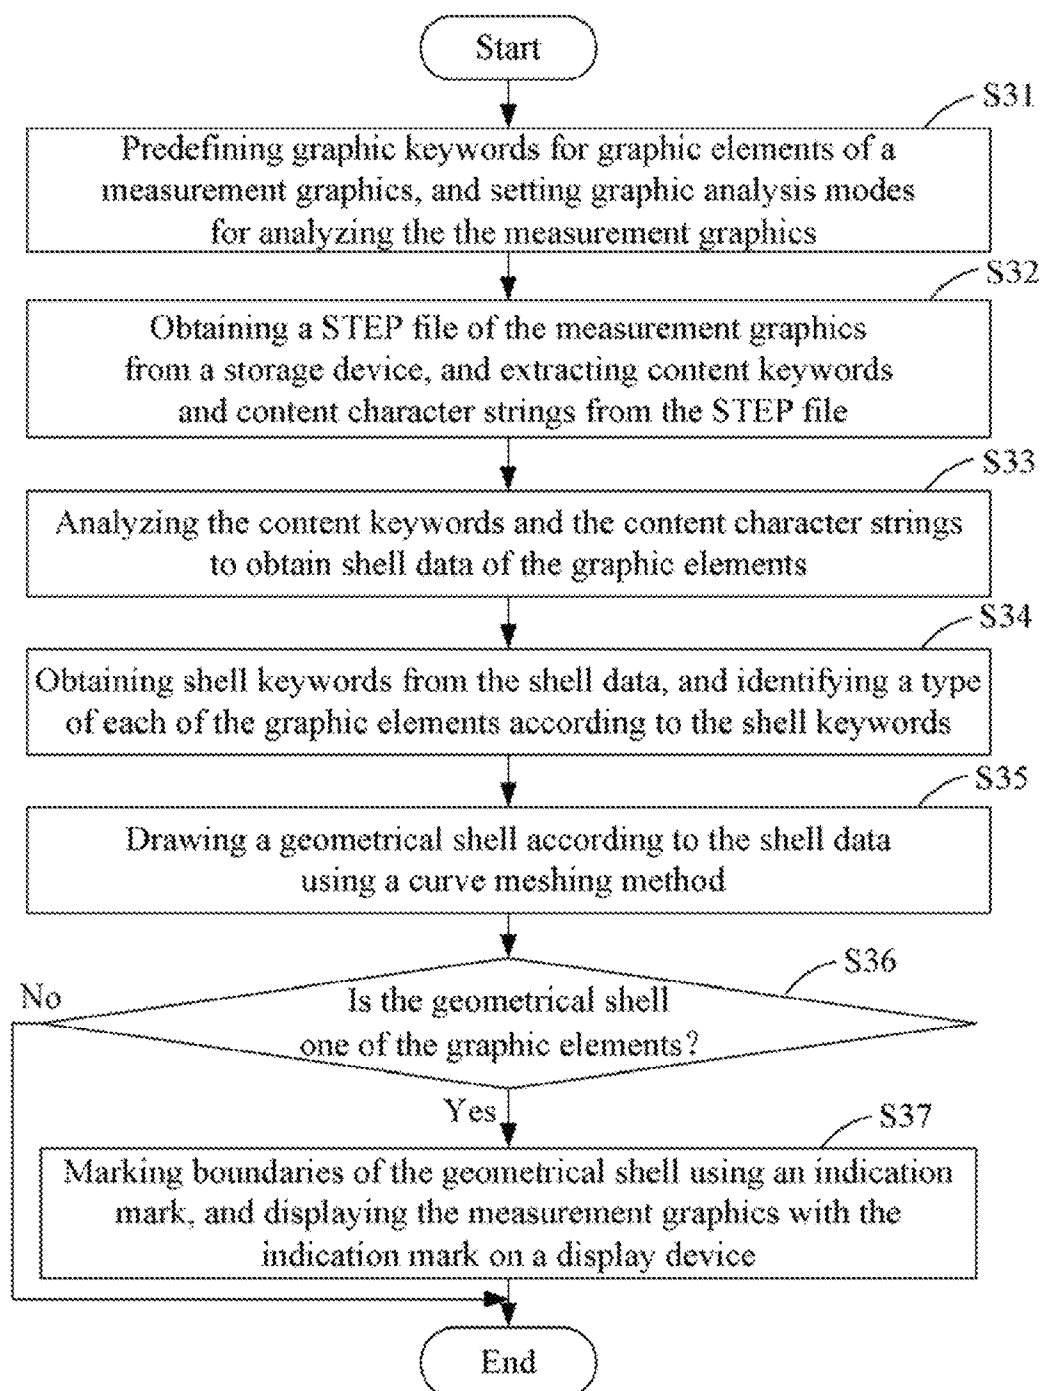 Start
S31
Predefining graphic keywords for graphic elements of a
measurement graphics, and setting graphic analysis modes
for analyzing the the measurement graphics
S32
Obtaining a STEP file of the measurement graphics
from a storage device, and extracting content keywords
and content character strings from the STEP file
S33
Analyzing the content keywords and the content character strings
to obtain shell data of the graphic elements
S34
Obtaining shell keywords from the shell data, and identifying a type
of each of the graphic elements according to the shell keywords
S35
Drawing a geometrical shell according to the shell data
using a curve meshing method
S36
No
Is the geometrical shell
one of the graphic elements?
Yes
S37
Marking boundaries of the geometrical shell using an indication
mark, and displaying the measurement graphics with the
indication mark on a display device
End